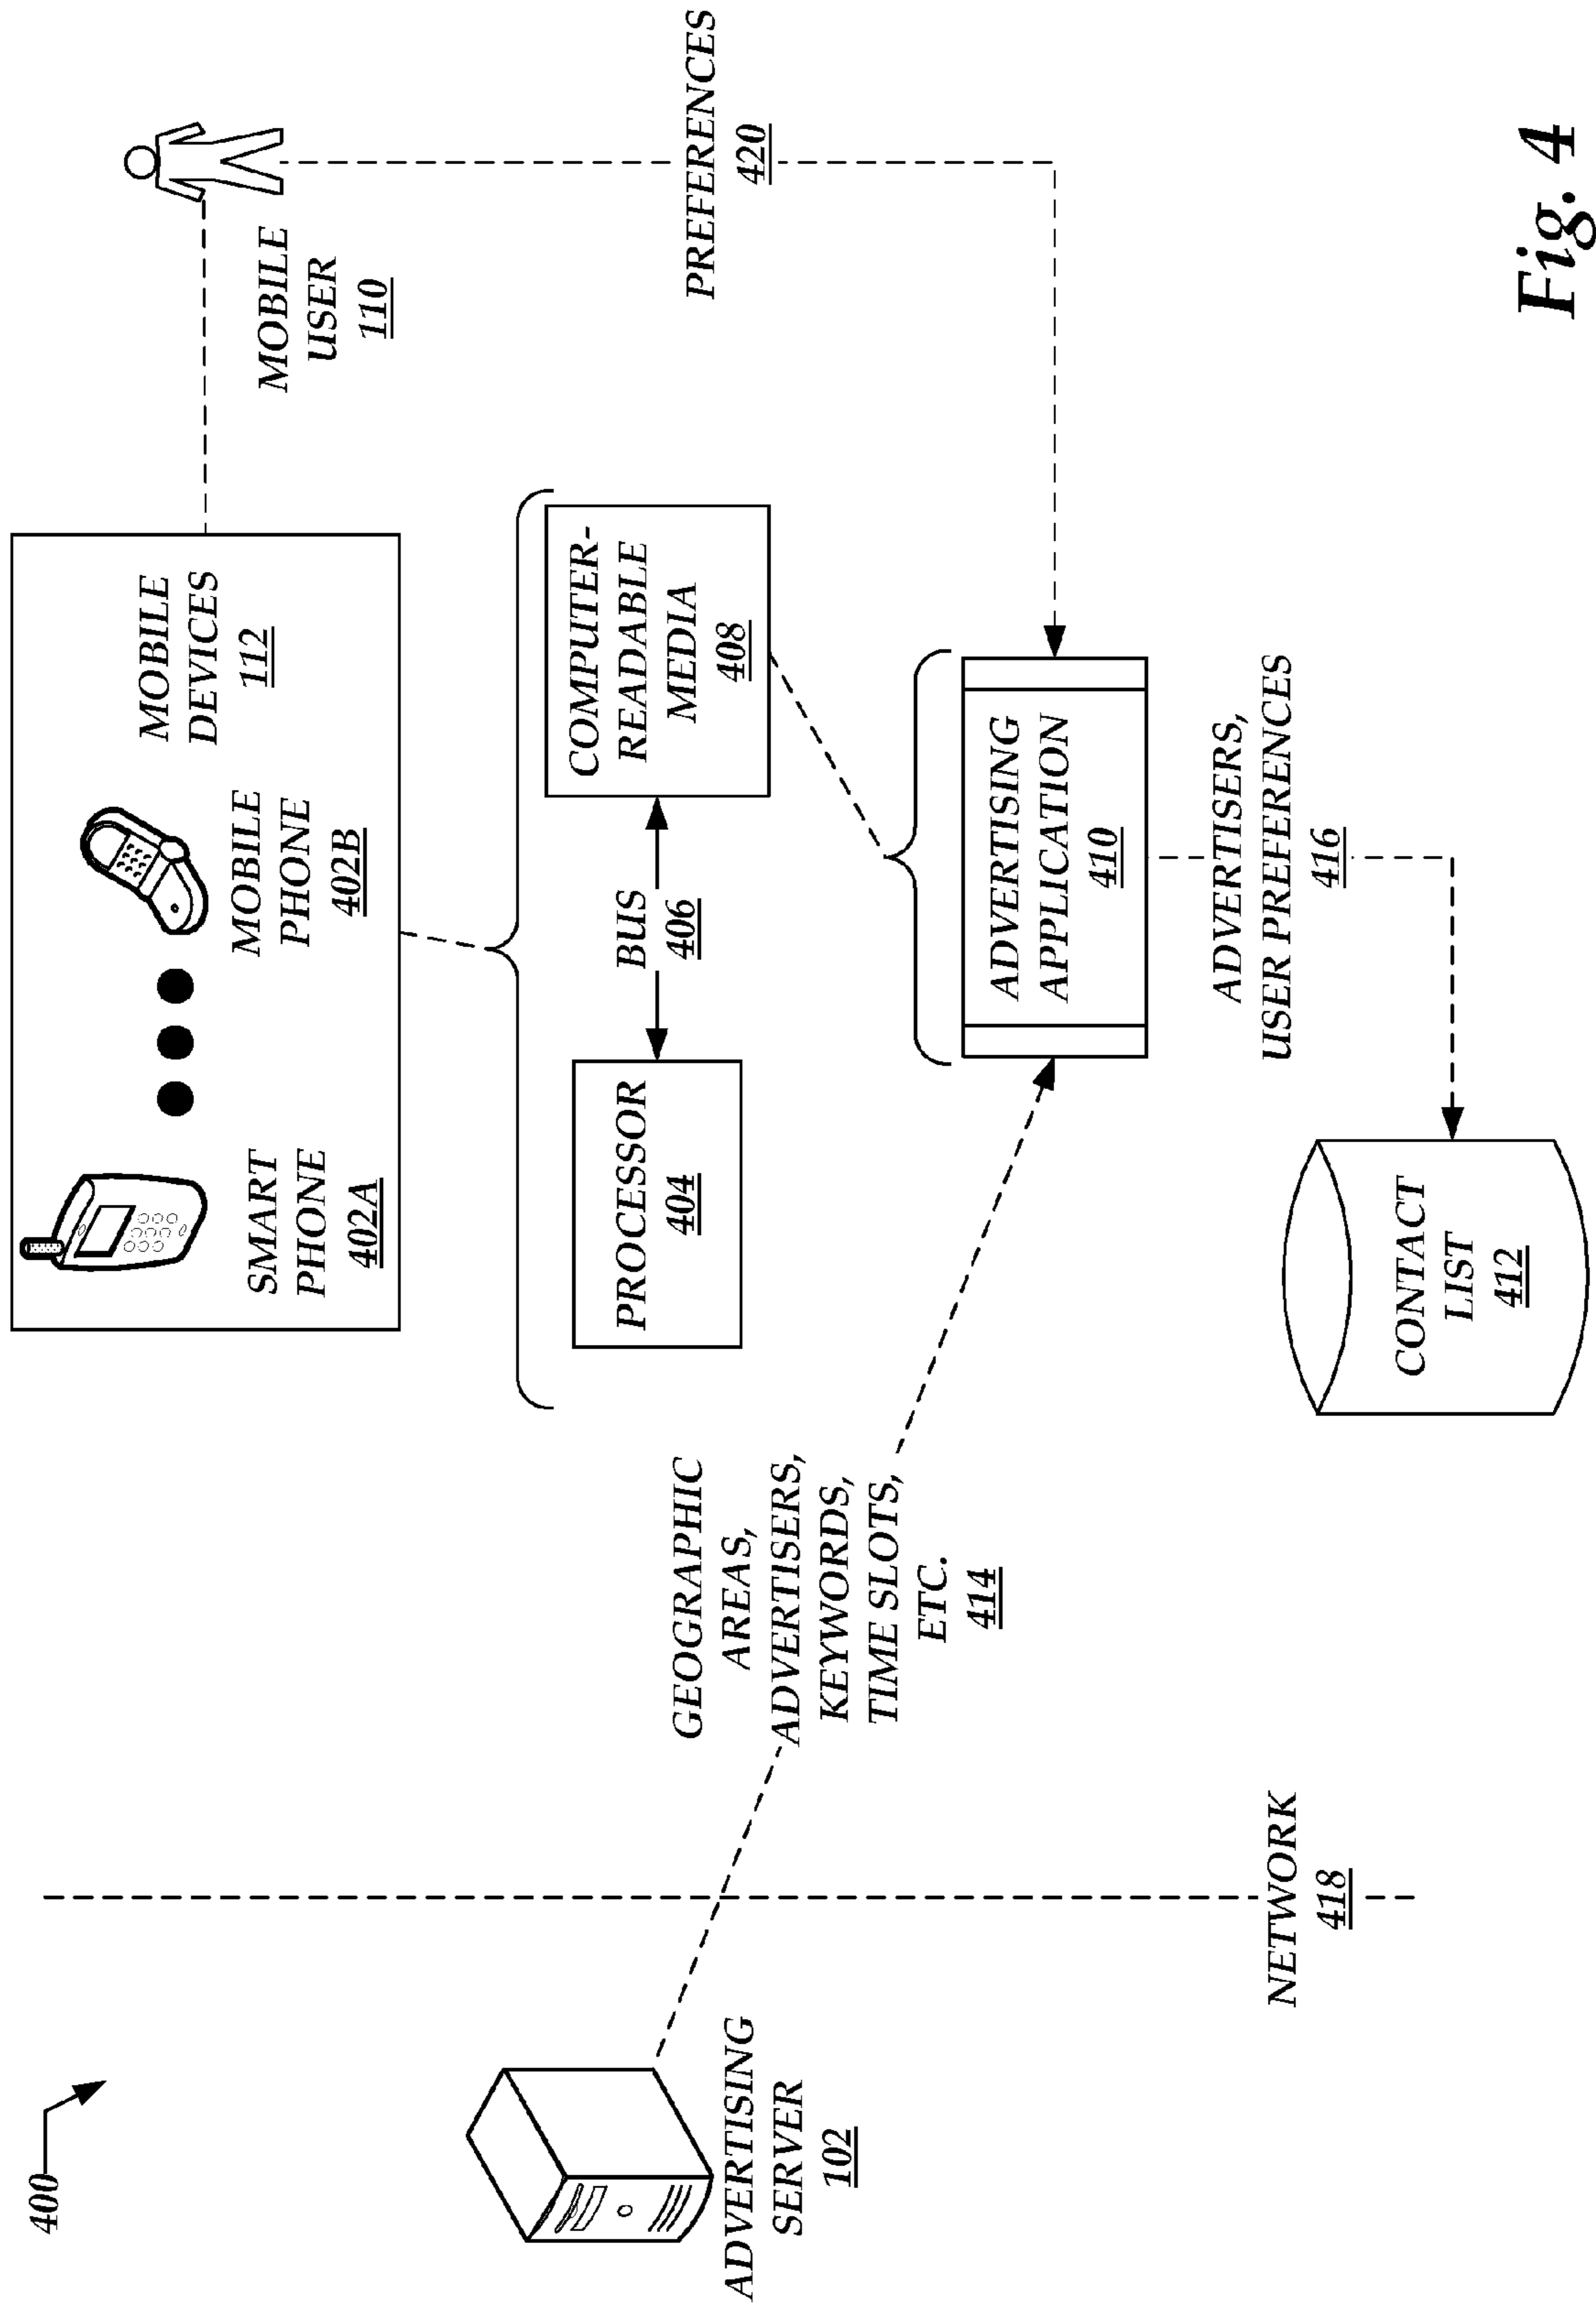 400
SMART
PHONE
402A
MOBILE
PHONE
402B
MOBILE
DEVICES
112
MOBILE
USER
110
PROCESSOR
404
BUS
406
COMPUTER-
READABLE
MEDIA
408
PREFERENCES
420
ADVERTISING
SERVER
102
GEOGRAPHIC
AREAS,
ADVERTISERS,
KEYWORDS,
TIME SLOTS,
ETC.
414
ADVERTISING
APPLICATION
410
ADVERTISERS,
USER PREFERENCES
416
NETWORK
418
CONTACT
LIST
412
Fig. 4